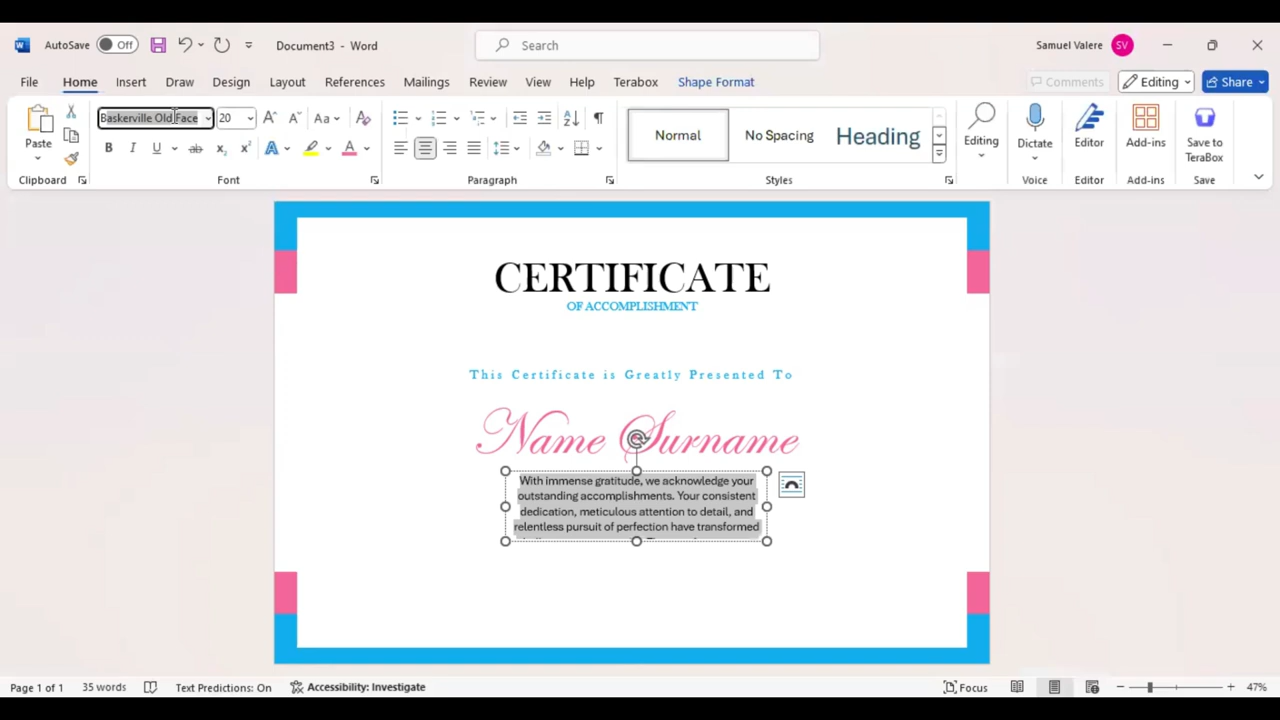 AutoSave Off Document3 - Word Search Samuel Valere SV
File Home Insert Draw Design Layout References Mailings Review View Help Terabox Shape Format Comments Editing Share
Baskerville Old Face 20
Paste
Clipboard Font Paragraph
Normal No Spacing Heading
Styles
Editing
Dictate
Voice
Editor
Editor
Add-ins
Add-ins
Save to
TeraBox
Save
CERTIFICATE
OF ACCOMPLISHMENT
This Certificate is Greatly Presented To
Name Surname
With immense gratitude, we acknowledge your
outstanding accomplishments. Your consistent
dedication, meticulous attention to detail, and
relentless pursuit of perfection have transformed
Page 1 of 1 35 words Text Predictions: On Accessibility: Investigate Focus 47%